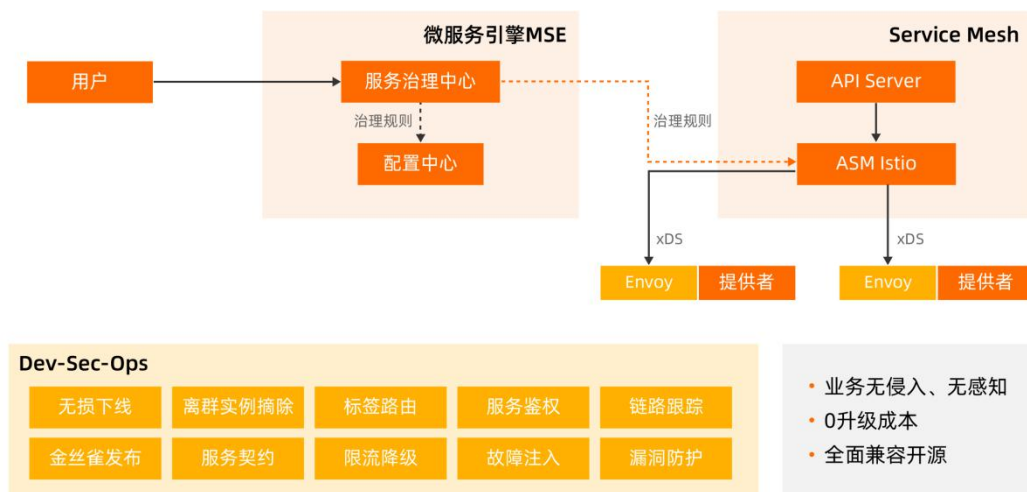 微服务引擎MSE
Service Mesh
用户
服务治理中心
API Server
治理规则
治理规则
配置中心
ASM Istio
xDS
xDS
Envoy
提供者
Envoy
提供者
Dev-Sec-Ops
无损下线
离群实例摘除
标签路由
服务鉴权
链路跟踪
金丝雀发布
服务契约
限流降级
故障注入
漏洞防护
• 业务无侵入、无感知
• 0升级成本
• 全面兼容开源